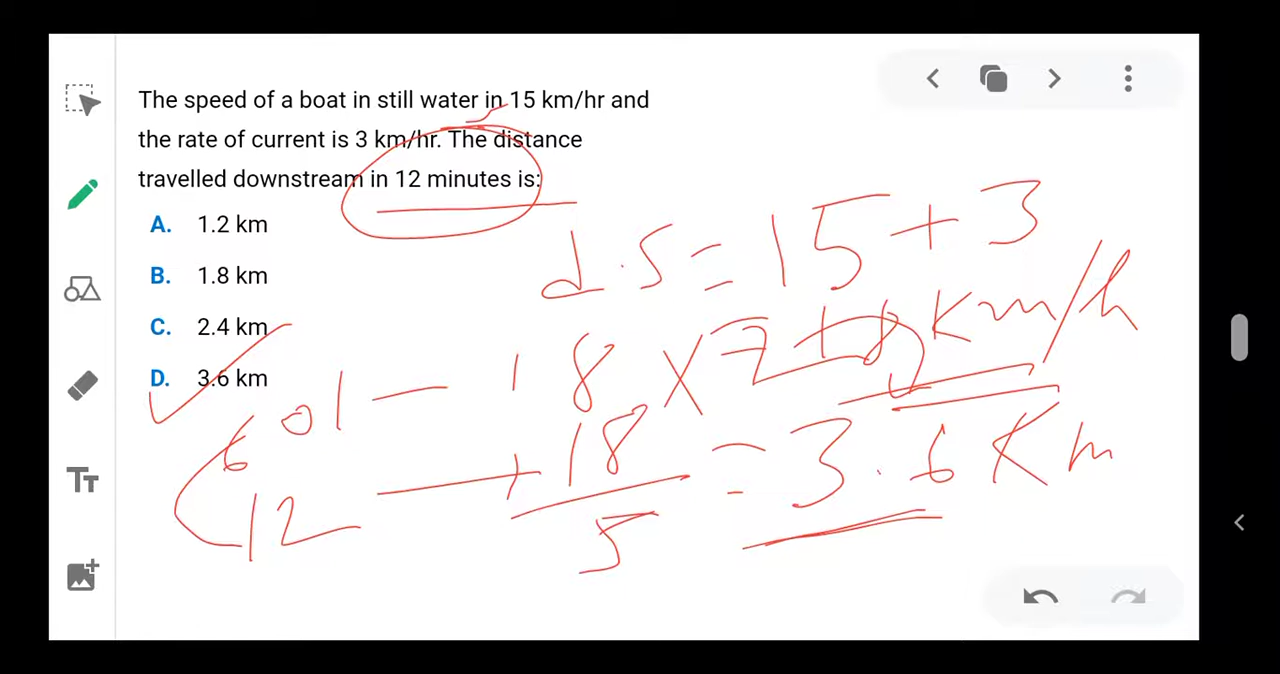 The speed of a boat in still water in 15 km/hr and
the rate of current is 3 km/hr. The distance
travelled downstream in 12 minutes is:
A. 1.2 km
B. 1.8 km
C. 2.4 km
D. 3.6 km
d.s = 15 + 3
18 km/h
60 1 — 18 ×
12 — 18
5
= 3.6 Km
Tт